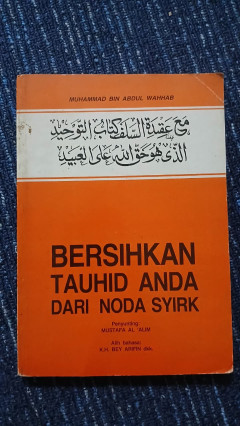 MUHAMMAD BIN ABDUL WAHHAB
مع عقيدة السلف كتاب التوحيد
الذي هو حق الله على العبيد
BERSIHKAN
TAUHID ANDA
DARI NODA SYIRK
Penyunting:
MUSTAFA AL 'ALIM
Alih bahasa:
K.H. BEY ARIFIN dkk.